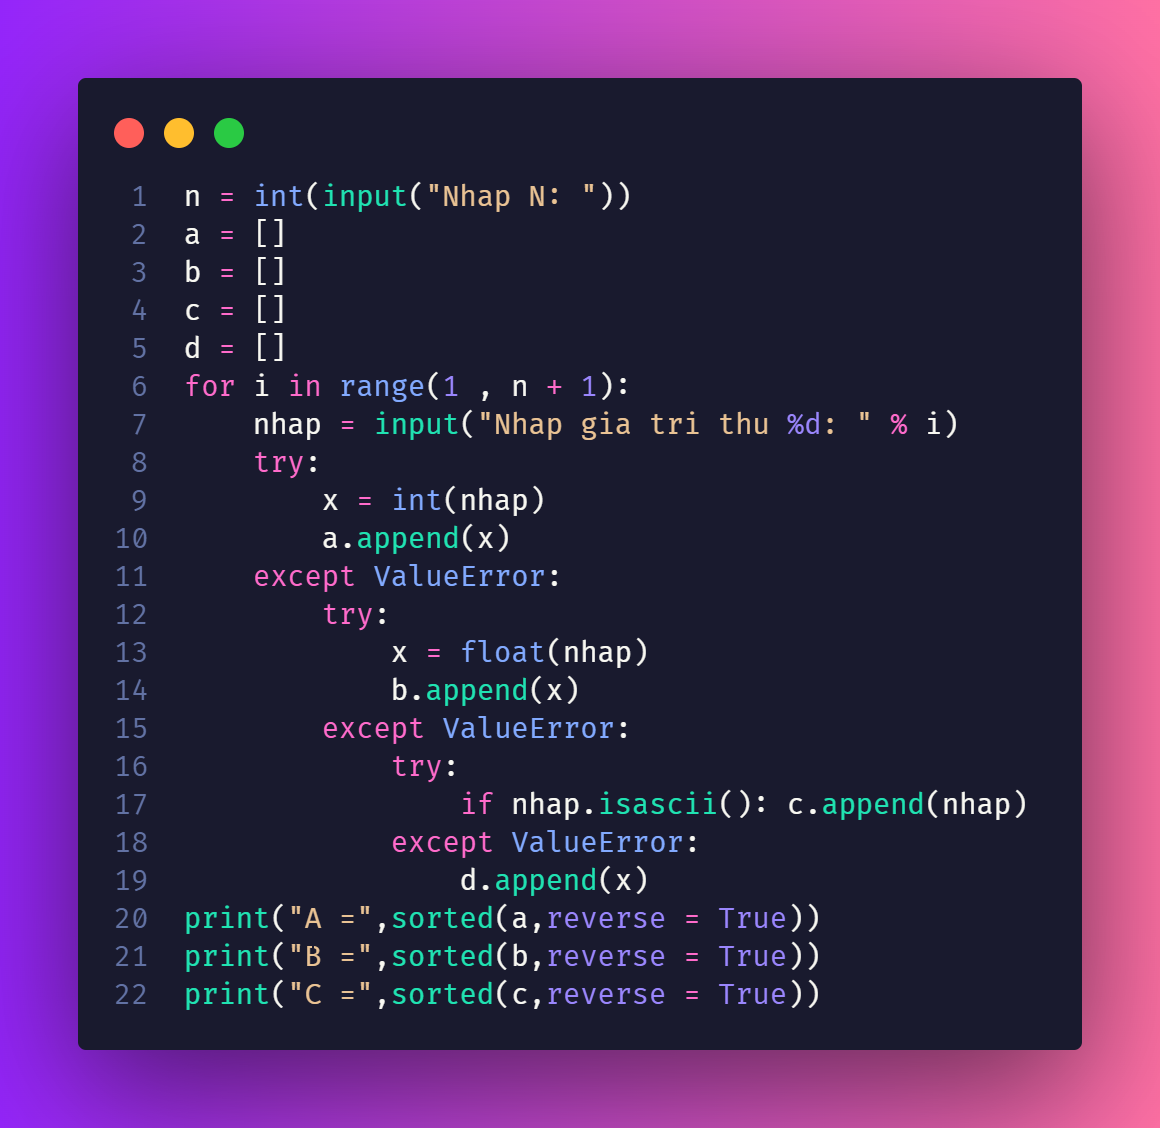 1 n = int(input("Nhap N: "))
2 a = []
3 b = []
4 c = []
5 d = []
6 for i in range(1 , n + 1):
7     nhap = input("Nhap gia tri thu %d: " % i)
8     try:
9         x = int(nhap)
10         a.append(x)
11     except ValueError:
12         try:
13             x = float(nhap)
14             b.append(x)
15         except ValueError:
16             try:
17                 if nhap.isascii(): c.append(nhap)
18             except ValueError:
19                 d.append(x)
20 print("A =",sorted(a,reverse = True))
21 print("B =",sorted(b,reverse = True))
22 print("C =",sorted(c,reverse = True))